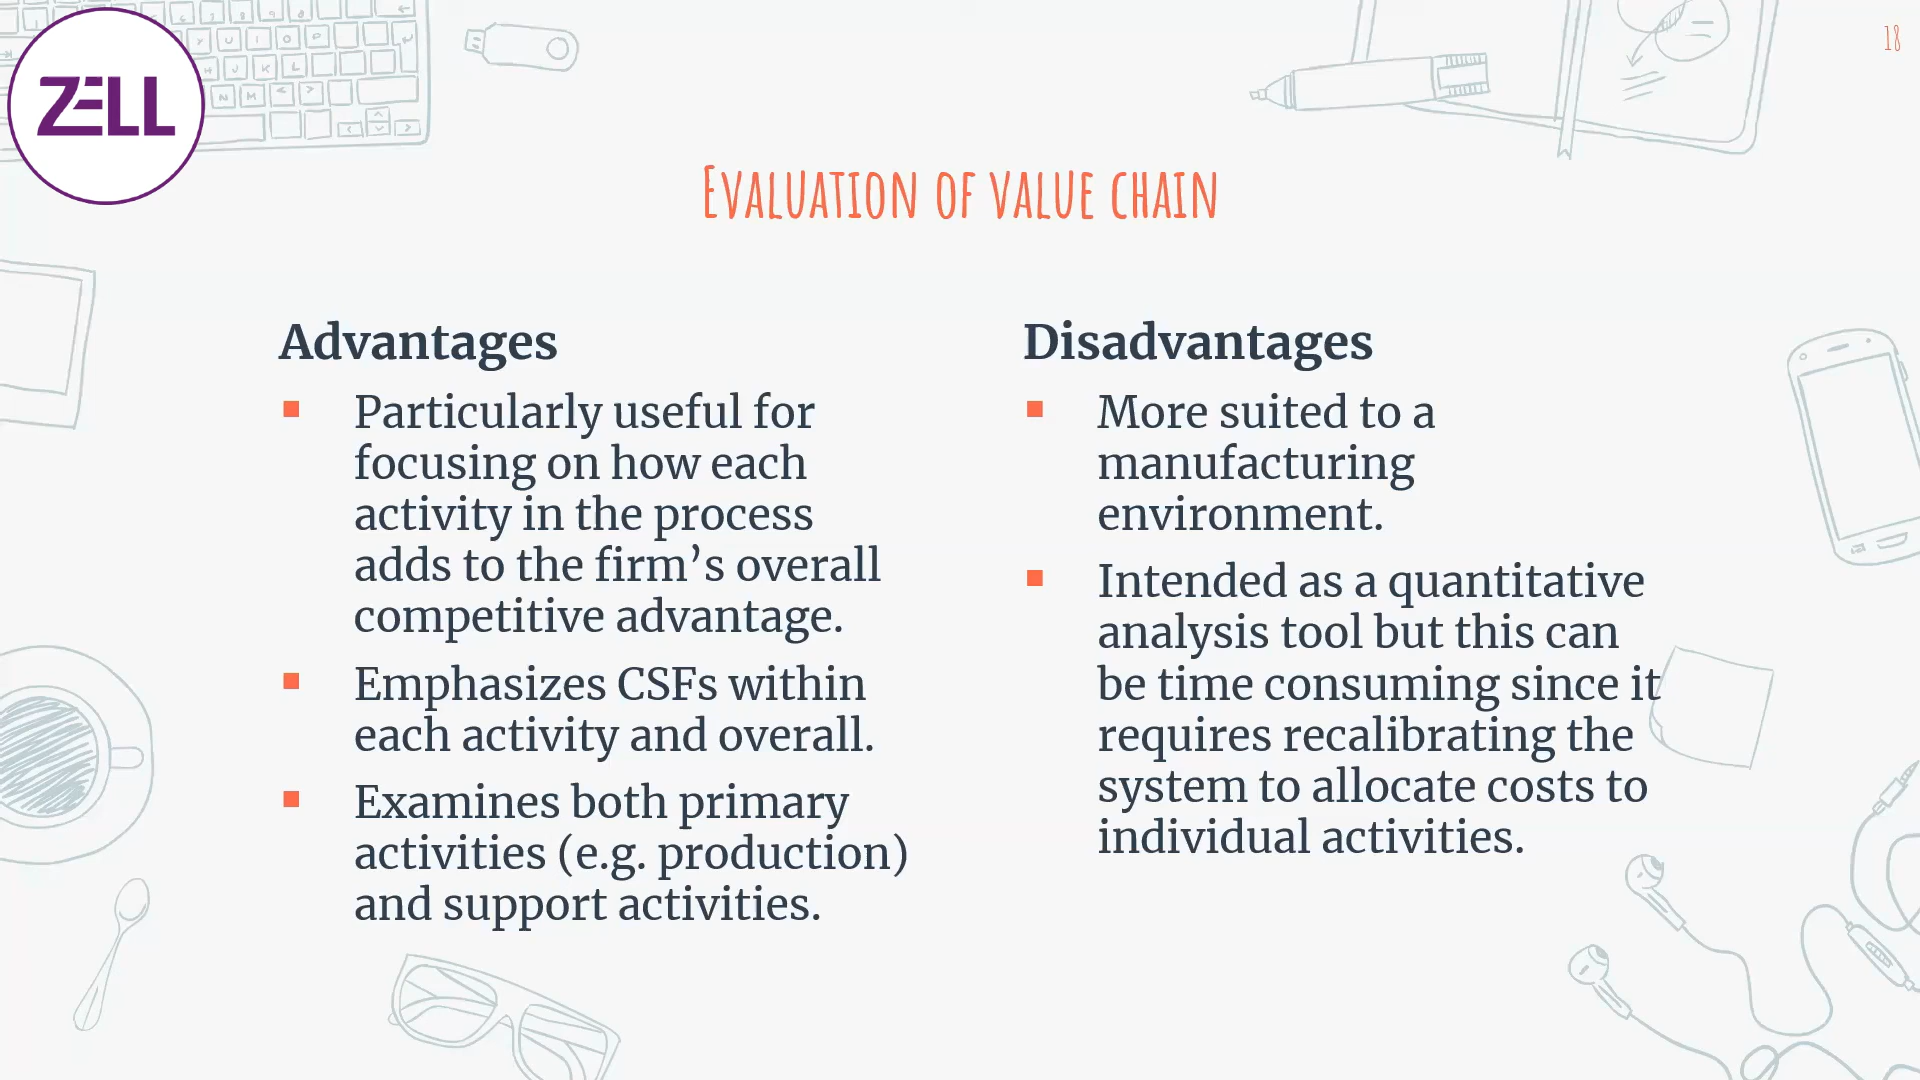 ZELL
18
Evaluation of value chain
Advantages
▪ Particularly useful for
focusing on how each
activity in the process
adds to the firm’s overall
competitive advantage.
▪ Emphasizes CSFs within
each activity and overall.
▪ Examines both primary
activities (e.g. production)
and support activities.
Disadvantages
▪ More suited to a
manufacturing
environment.
▪ Intended as a quantitative
analysis tool but this can
be time consuming since it
requires recalibrating the
system to allocate costs to
individual activities.